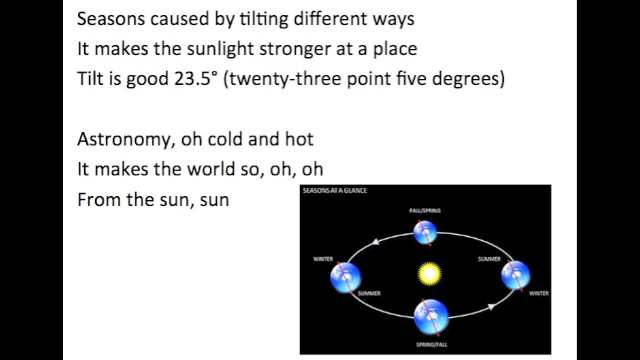 Seasons caused by tilting different ways
It makes the sunlight stronger at a place
Tilt is good 23.5° (twenty-three point five degrees)
Astronomy, oh cold and hot
It makes the world so, oh, oh
From the sun, sun
SEASONS AT A GLANCE
FALL/SPRING
WINTER
SUMMER
SUMMER
WINTER
SPRING/FALL